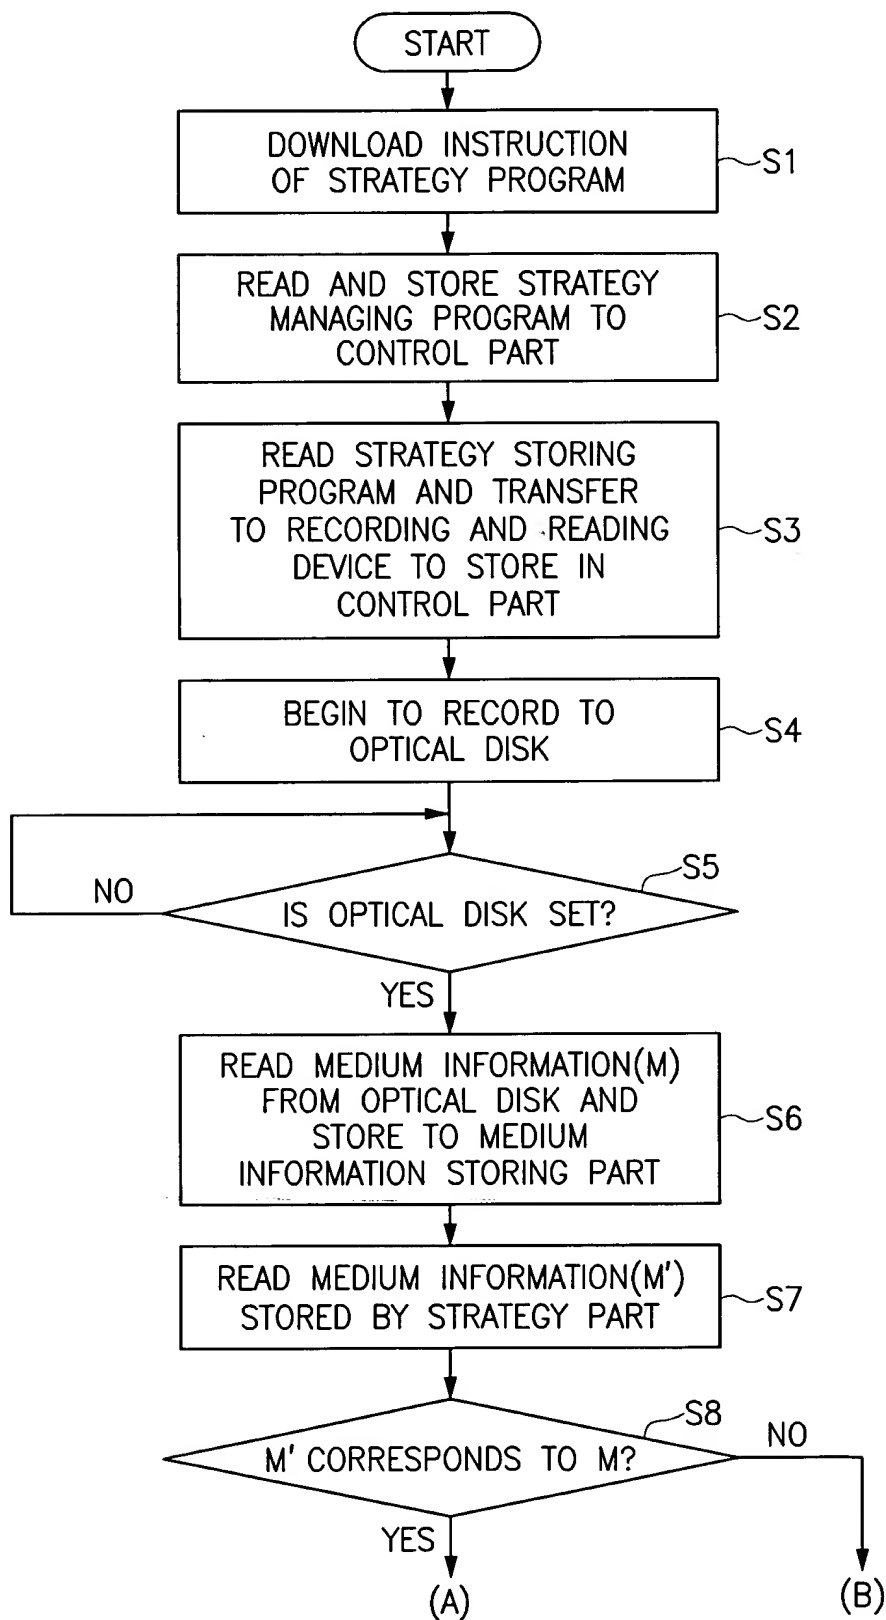 START
DOWNLOAD INSTRUCTION
OF STRATEGY PROGRAM
S1
READ AND STORE STRATEGY
MANAGING PROGRAM TO
CONTROL PART
S2
READ STRATEGY STORING
PROGRAM AND TRANSFER
TO RECORDING AND READING
DEVICE TO STORE IN
CONTROL PART
S3
BEGIN TO RECORD TO
OPTICAL DISK
S4
S5
NO
IS OPTICAL DISK SET?
YES
READ MEDIUM INFORMATION(M)
FROM OPTICAL DISK AND
STORE TO MEDIUM
INFORMATION STORING PART
S6
READ MEDIUM INFORMATION(M')
STORED BY STRATEGY PART
S7
S8
NO
M' CORRESPONDS TO M?
YES
(A)
(B)